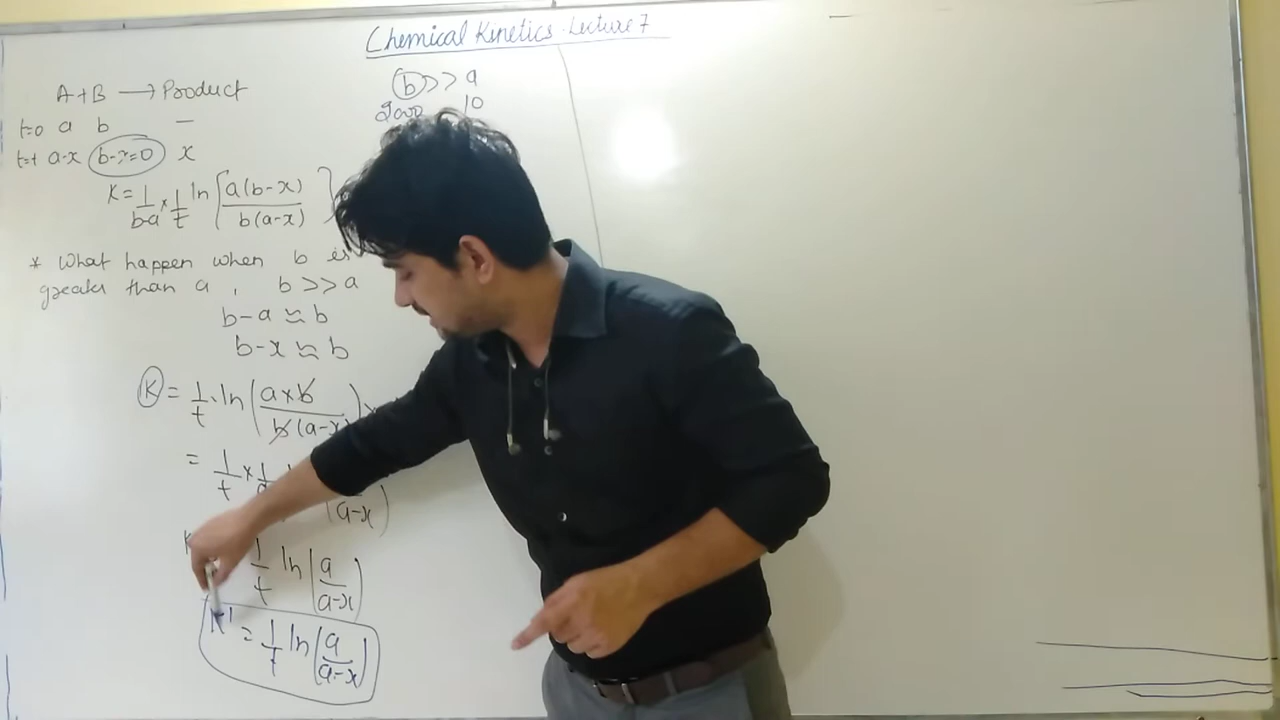 Chemical Kinetics. Lecture 7
A+B → Product
t=0 a b —
t=t a-x b-x=0 x
b >> a
2000 10
K = 1/b-a × 1/t ln [a(b-x)/b(a-x)]
* What happen when b is
greater than a , b >> a
b-a ≈ b
b-x ≈ b
K = 1/t . ln (a×b/b(a-x)) ×
= 1/t × 1/
(a-x)
K 1/t ln (a/a-x)
K' = 1/t ln (a/a-x)